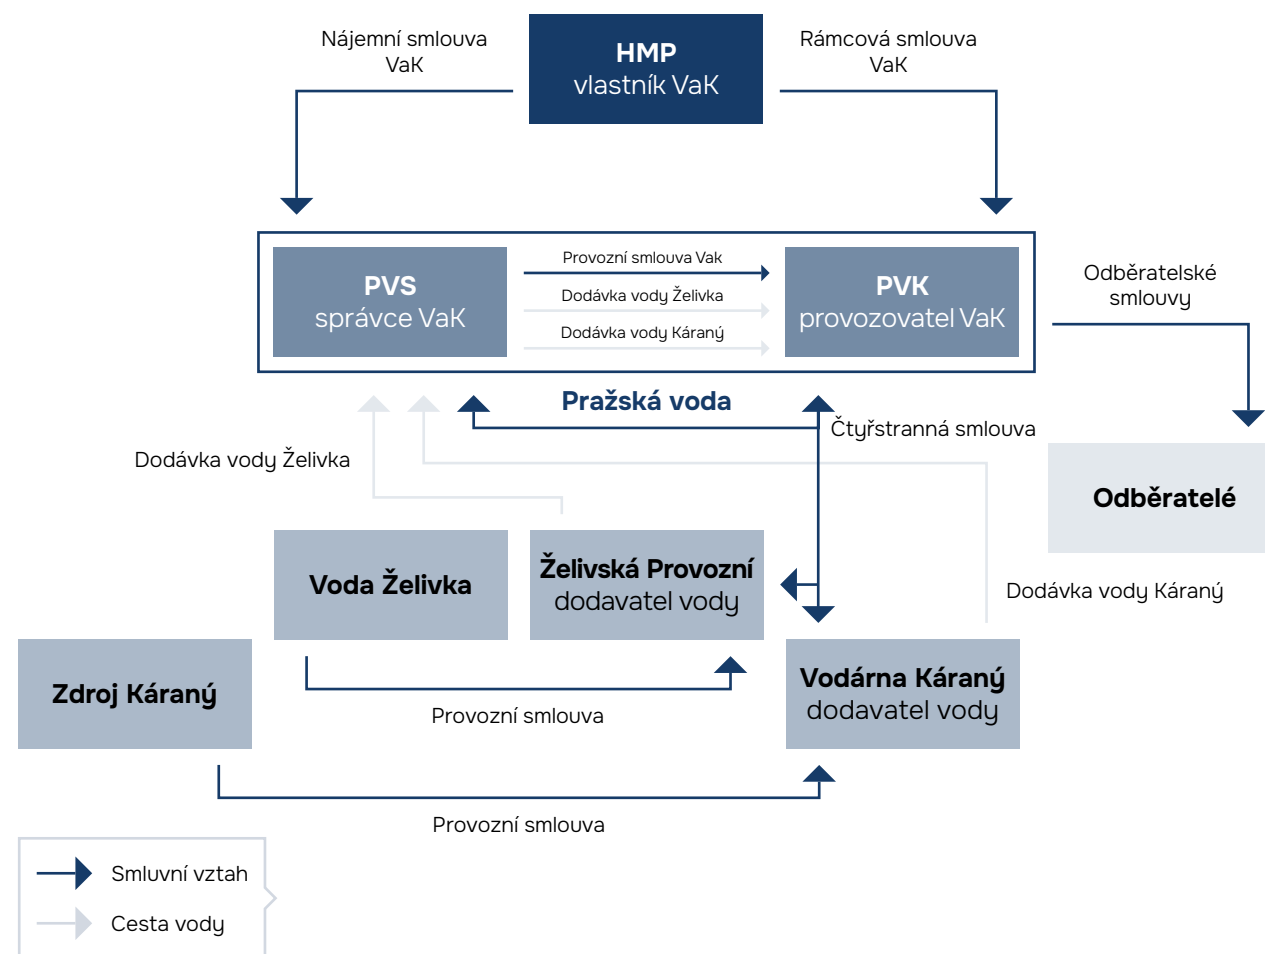 Nájemní smlouva
VaK
HMP
vlastník VaK
Rámcová smlouva
VaK
PVS
správce VaK
Provozní smlouva Vak
Dodávka vody Želivka
Dodávka vody Káraný
PVK
provozovatel VaK
Odběratelské
smlouvy
Pražská voda
Čtyřstranná smlouva
Dodávka vody Želivka
Odběratelé
Voda Želivka
Želivská Provozní
dodavatel vody
Dodávka vody Káraný
Zdroj Káraný
Vodárna Káraný
dodavatel vody
Provozní smlouva
Provozní smlouva
Smluvní vztah
Cesta vody